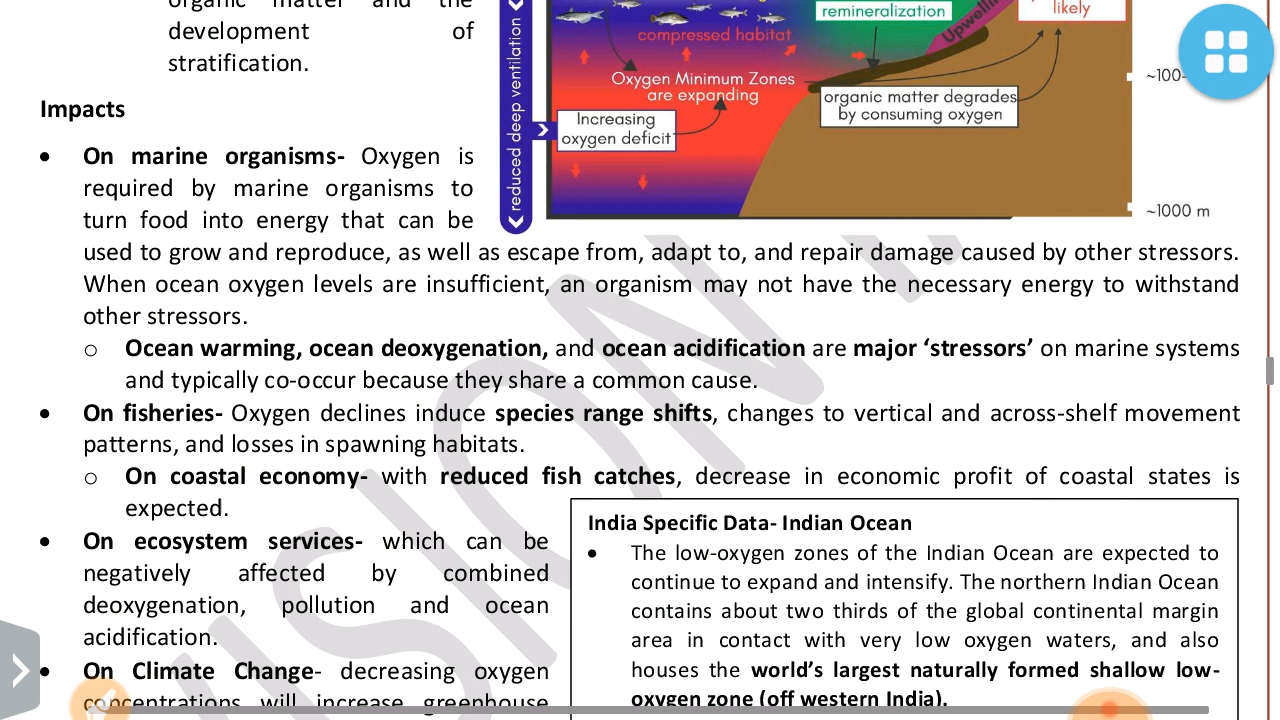 organic matter and the
development of
stratification.
Impacts
• On marine organisms- Oxygen is
required by marine organisms to
turn food into energy that can be
used to grow and reproduce, as well as escape from, adapt to, and repair damage caused by other stressors.
When ocean oxygen levels are insufficient, an organism may not have the necessary energy to withstand
other stressors.
o Ocean warming, ocean deoxygenation, and ocean acidification are major ‘stressors’ on marine systems
and typically co-occur because they share a common cause.
• On fisheries- Oxygen declines induce species range shifts, changes to vertical and across-shelf movement
patterns, and losses in spawning habitats.
o On coastal economy- with reduced fish catches, decrease in economic profit of coastal states is
expected.
• On ecosystem services- which can be
negatively affected by combined
deoxygenation, pollution and ocean
acidification.
• On Climate Change- decreasing oxygen
concentrations will increase greenhouse
reduced deep ventilation
remineralization
likely
compressed habitat
Upwelling
Oxygen Minimum Zones
are expanding
Increasing
oxygen deficit
organic matter degrades
by consuming oxygen
~100
~1000 m
India Specific Data- Indian Ocean
• The low-oxygen zones of the Indian Ocean are expected to
continue to expand and intensify. The northern Indian Ocean
contains about two thirds of the global continental margin
area in contact with very low oxygen waters, and also
houses the world’s largest naturally formed shallow low-
oxygen zone (off western India).